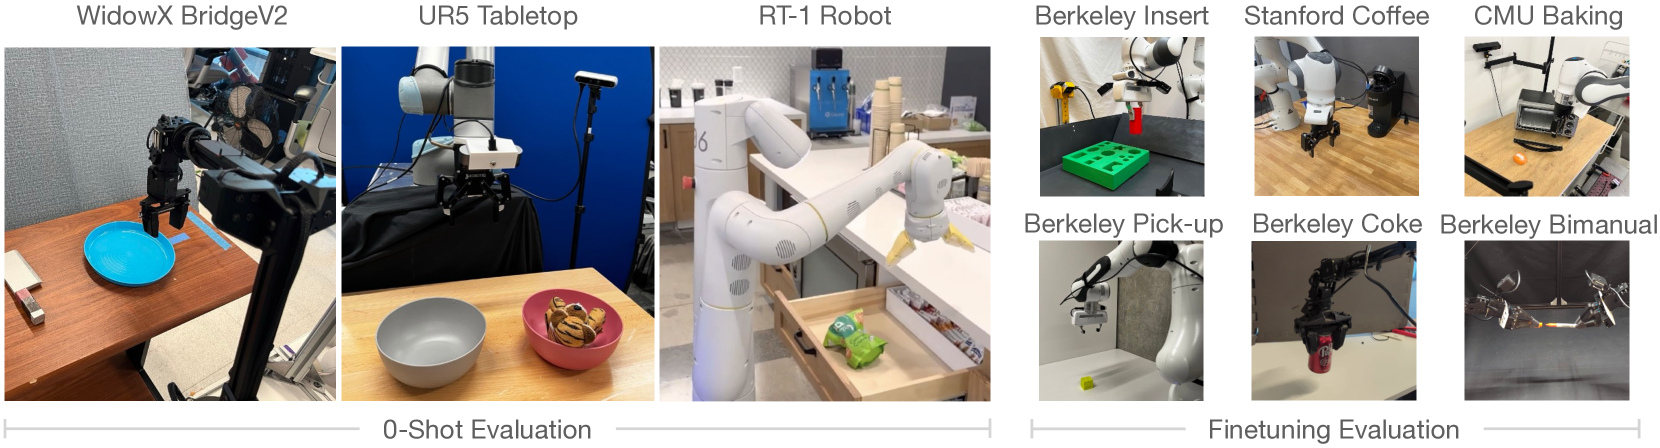 WidowX BridgeV2
UR5 Tabletop
RT-1 Robot
Berkeley Insert
Stanford Coffee
CMU Baking
Berkeley Pick-up
Berkeley Coke
Berkeley Bimanual
0-Shot Evaluation
Finetuning Evaluation